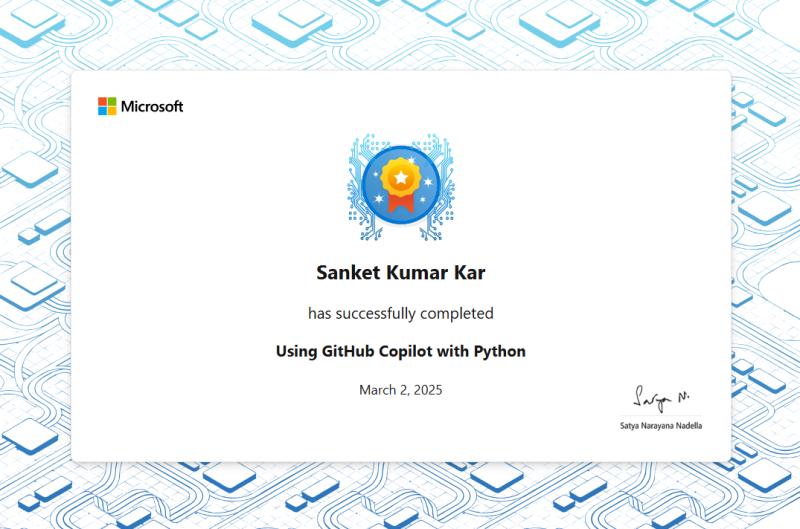 Microsoft
Sanket Kumar Kar
has successfully completed
Using GitHub Copilot with Python
March 2, 2025
Satya N.
Satya Narayana Nadella